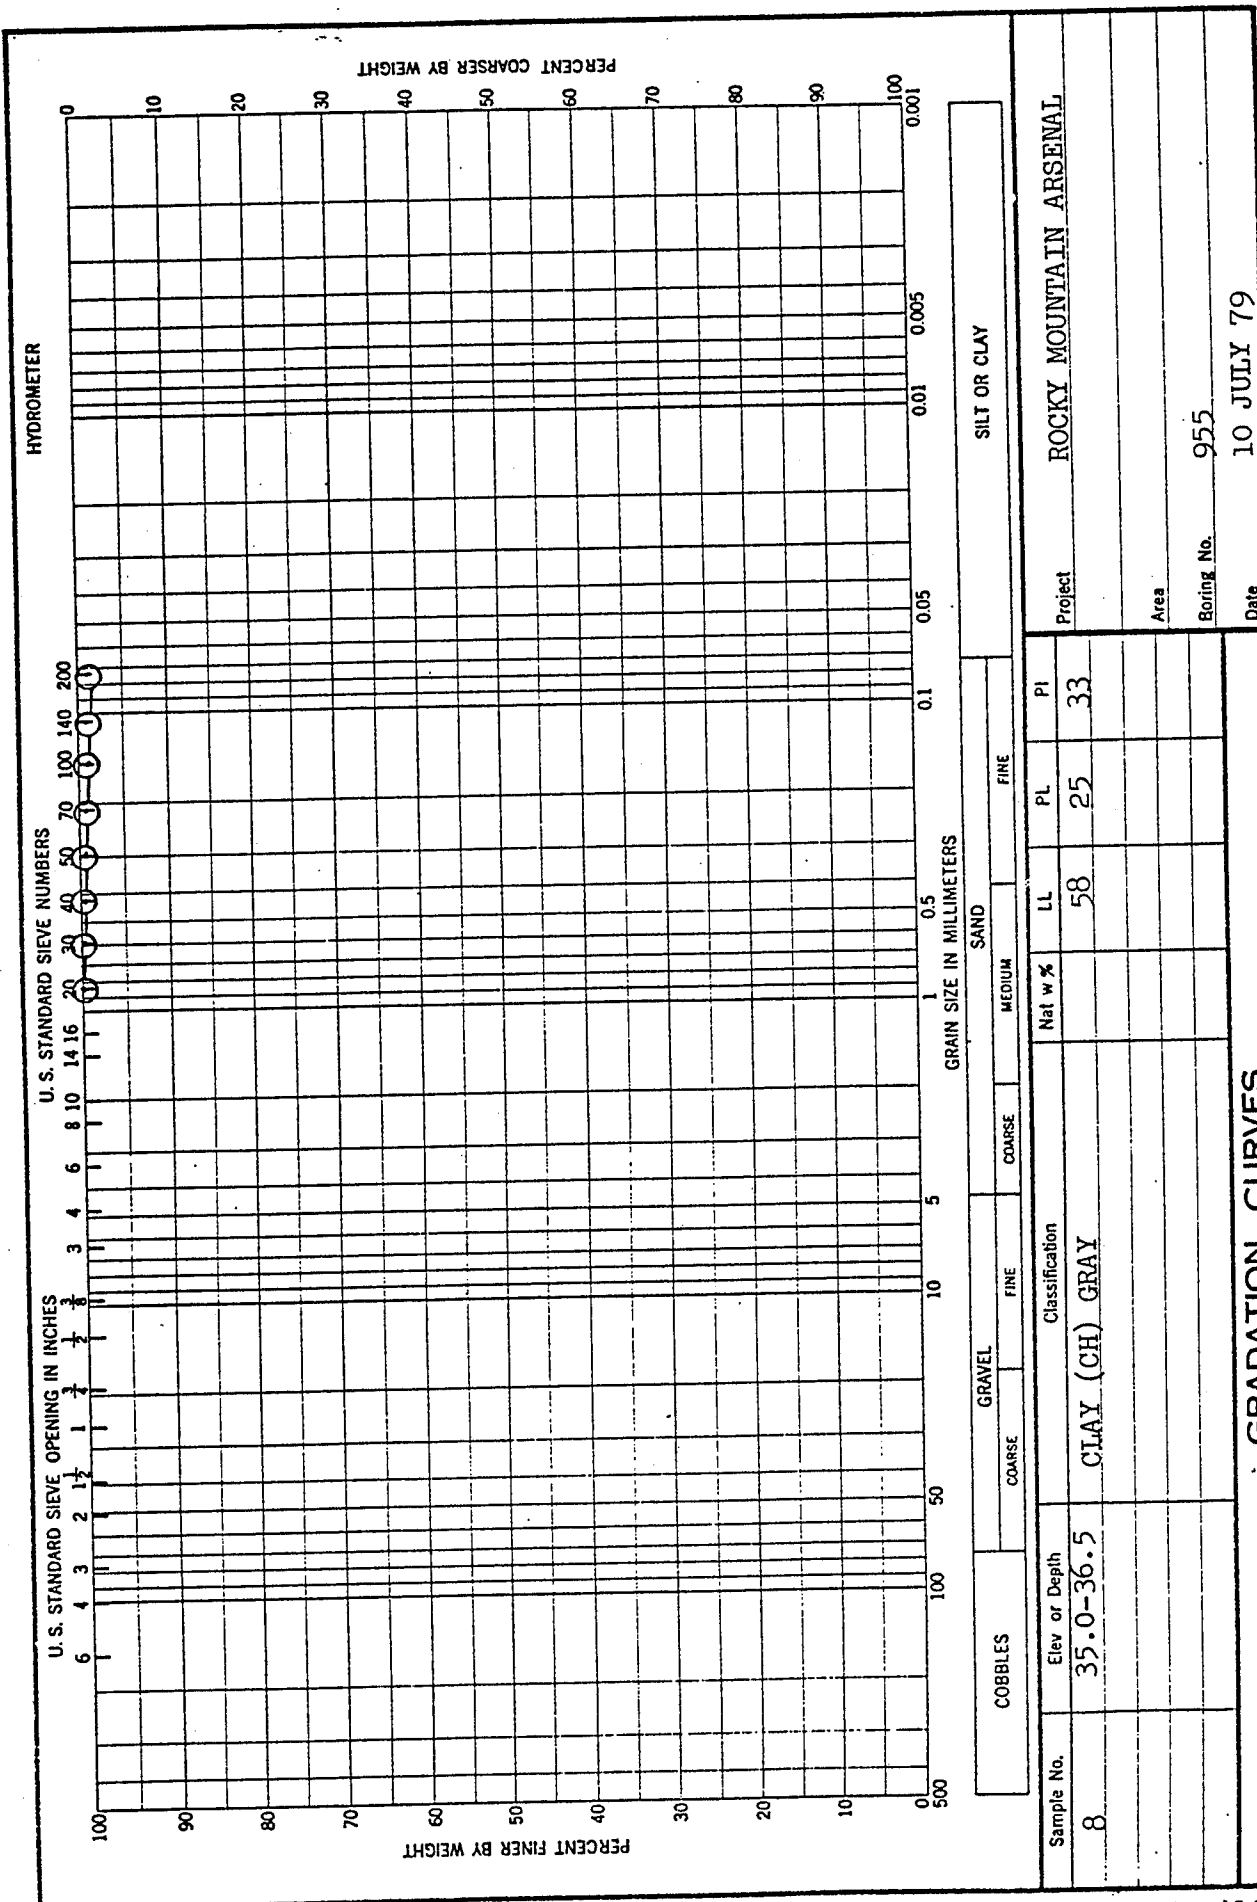 U. S. STANDARD SIEVE OPENING IN INCHES
U. S. STANDARD SIEVE NUMBERS
HYDROMETER
6 4 3 2 1½ 1 ¾ ½ ⅜ 3 4 6 8 10 14 16 20 30 40 50 70 100 140 200
PERCENT FINER BY WEIGHT
100
90
80
70
60
50
40
30
20
10
0
PERCENT COARSER BY WEIGHT
0
10
20
30
40
50
60
70
80
90
100
500 100 50 10 5 1 0.5 0.1 0.05 0.01 0.005 0.001
GRAIN SIZE IN MILLIMETERS
COBBLES GRAVEL SAND SILT OR CLAY
COARSE FINE COARSE MEDIUM FINE
Sample No. Elev or Depth Classification Nat w % LL PL PI
8 35.0-36.5 CLAY (CH) GRAY 58 25 33
Project ROCKY MOUNTAIN ARSENAL
Area
Boring No. 955
Date 10 JULY 79
GRADATION CURVES